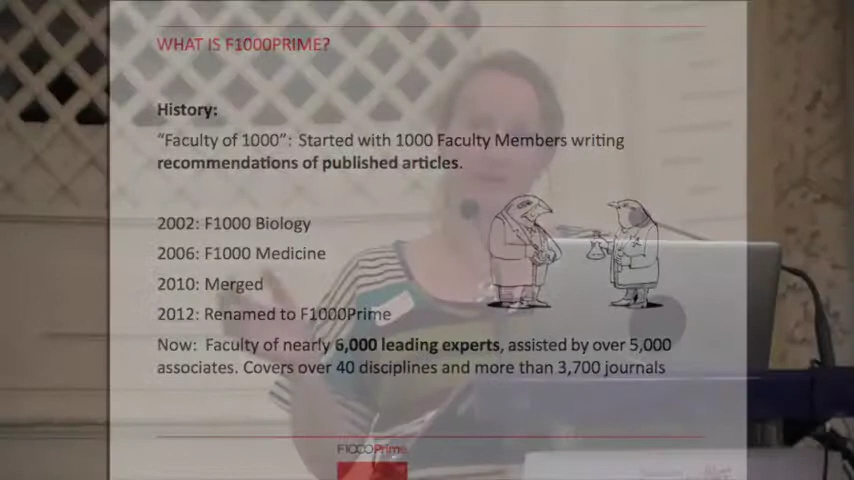 WHAT IS F1000PRIME?
History:
“Faculty of 1000”: Started with 1000 Faculty Members writing
recommendations of published articles.
2002: F1000 Biology
2006: F1000 Medicine
2010: Merged
2012: Renamed to F1000Prime
Now: Faculty of nearly 6,000 leading experts, assisted by over 5,000
associates. Covers over 40 disciplines and more than 3,700 journals
F1000Prime